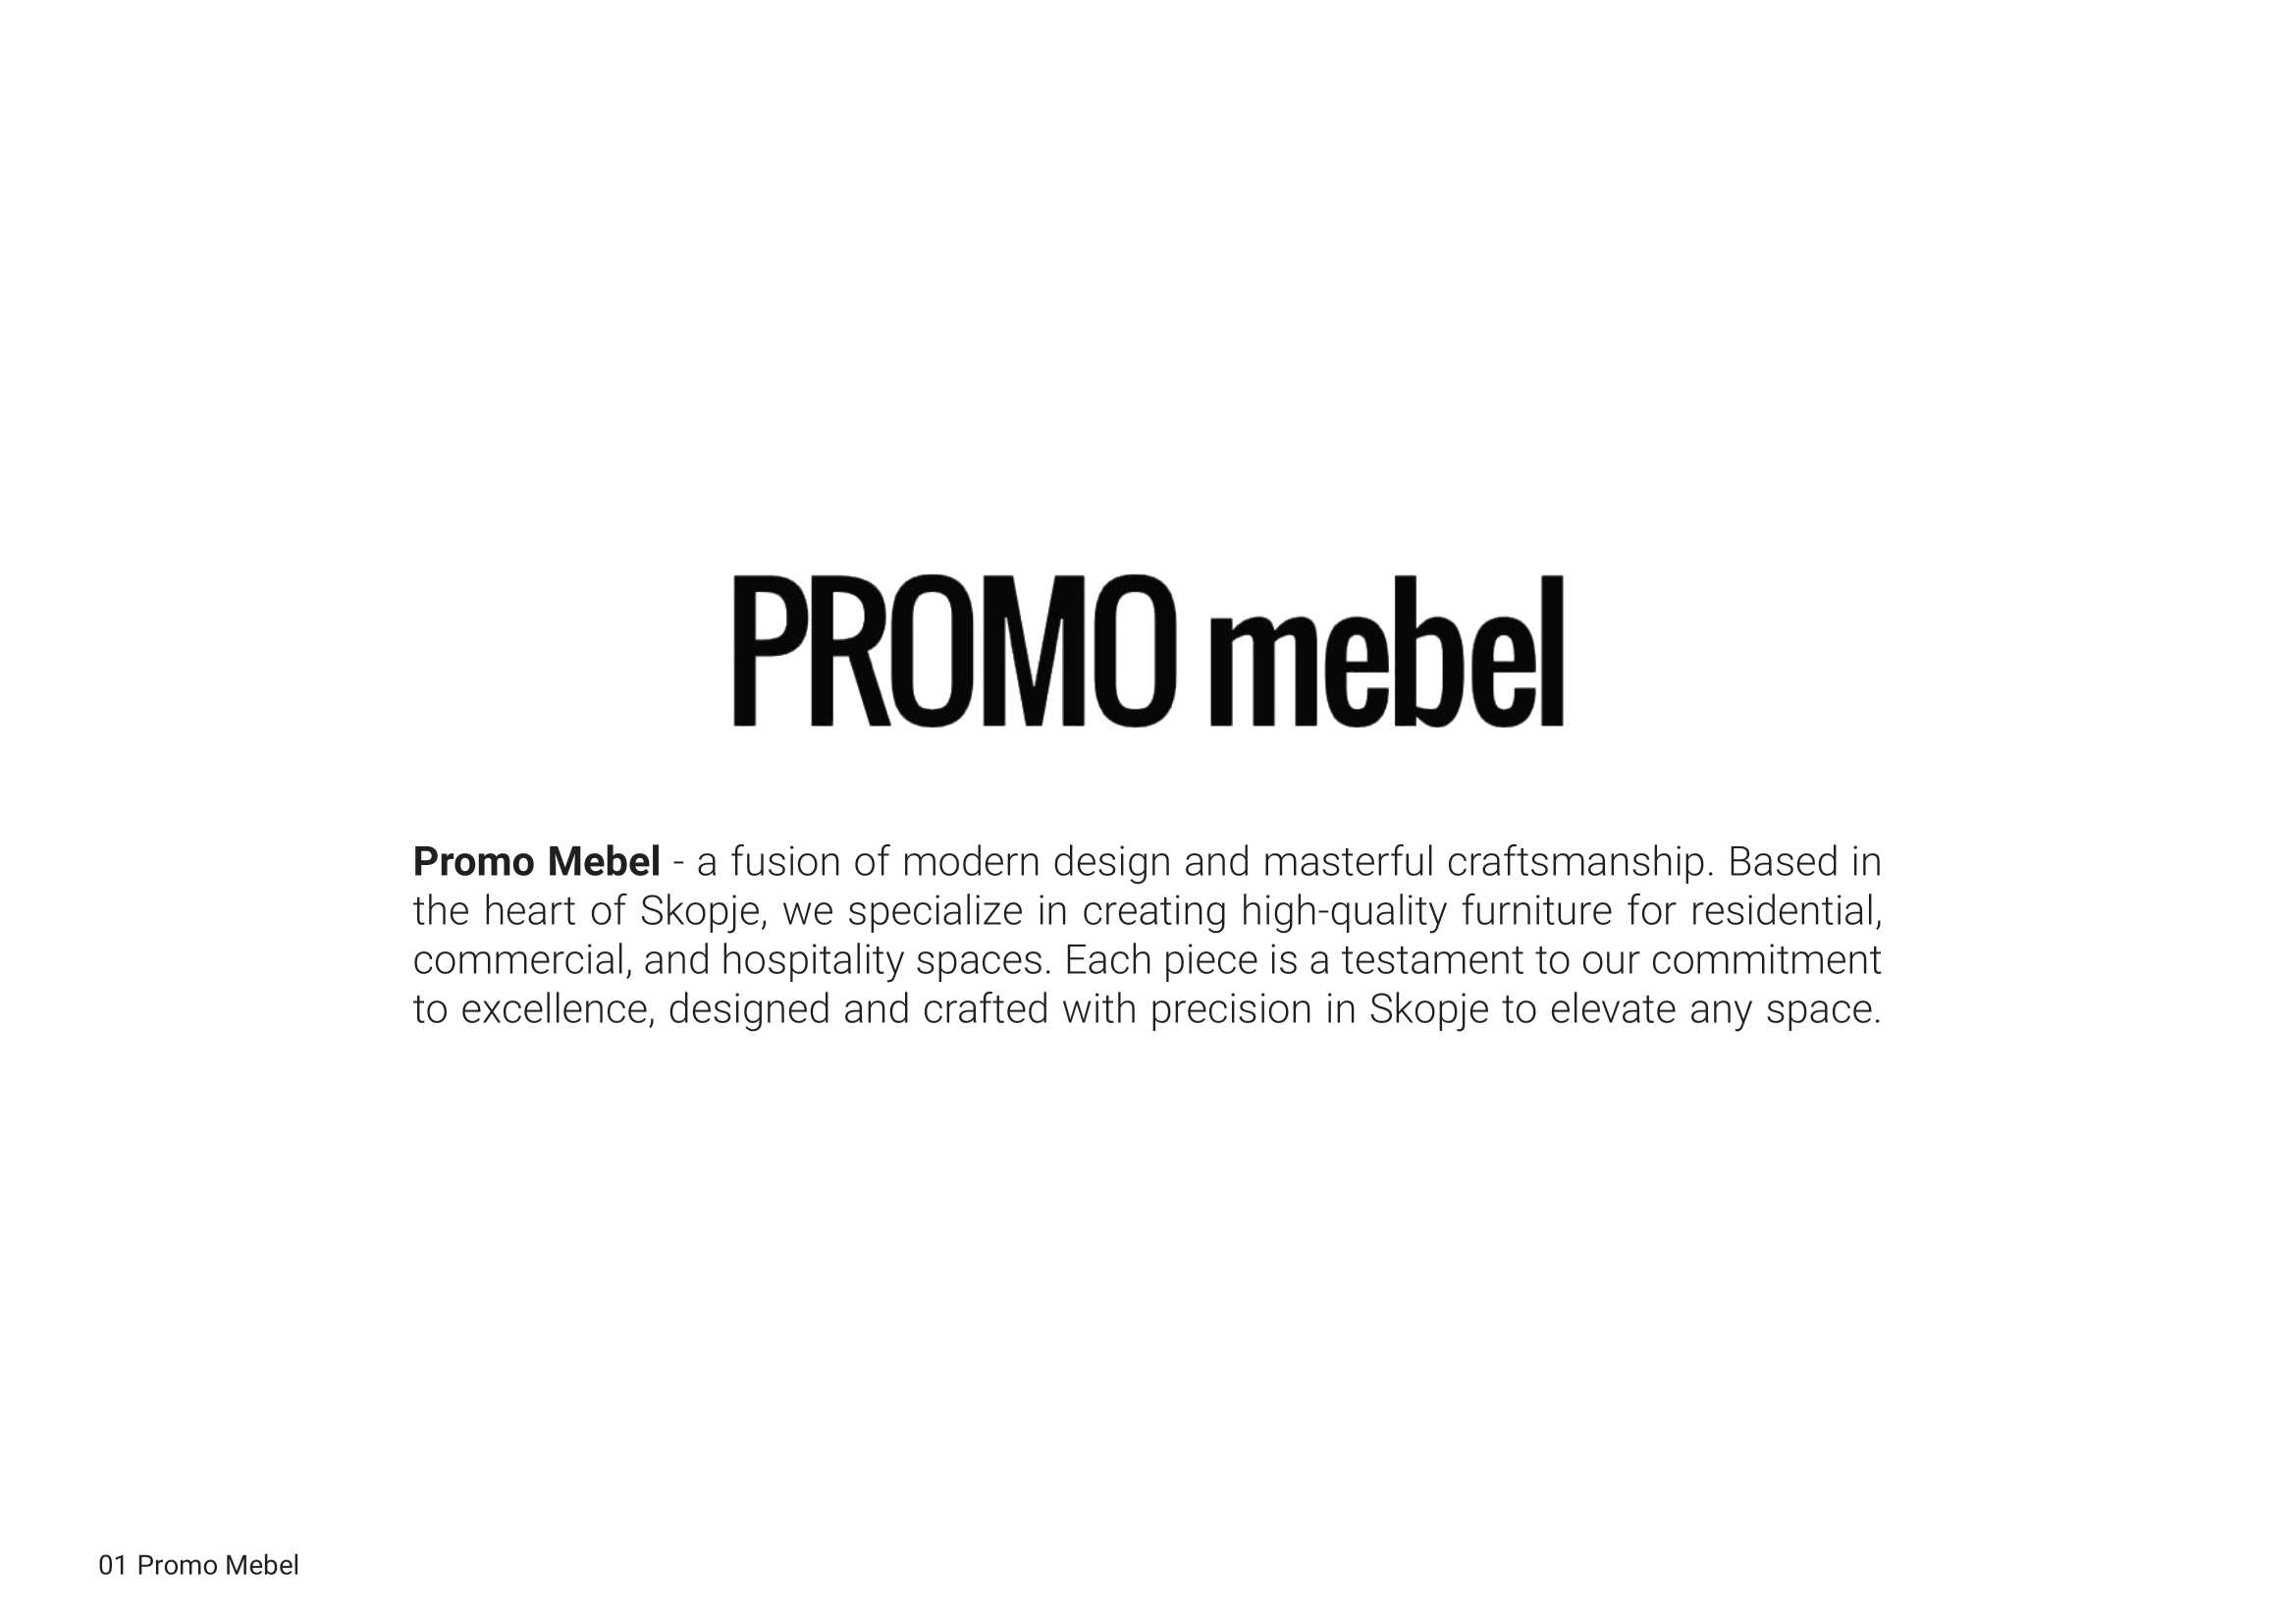 PROMO mebel
Promo Mebel - a fusion of modern design and masterful craftsmanship. Based in
the heart of Skopje, we specialize in creating high-quality furniture for residential,
commercial, and hospitality spaces. Each piece is a testament to our commitment
to excellence, designed and crafted with precision in Skopje to elevate any space.
01 Promo Mebel